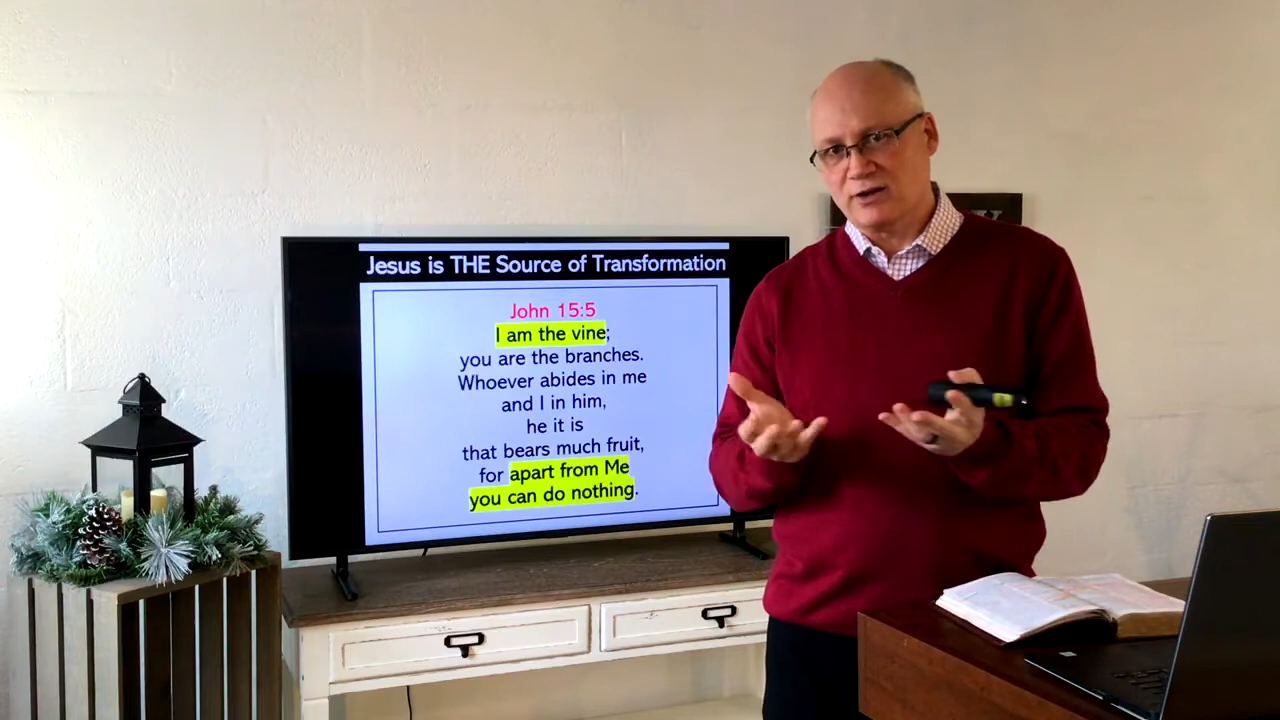 Jesus is THE Source of Transformation
John 15:5
I am the vine;
you are the branches.
Whoever abides in me
and I in him,
he it is
that bears much fruit,
for apart from Me
you can do nothing.